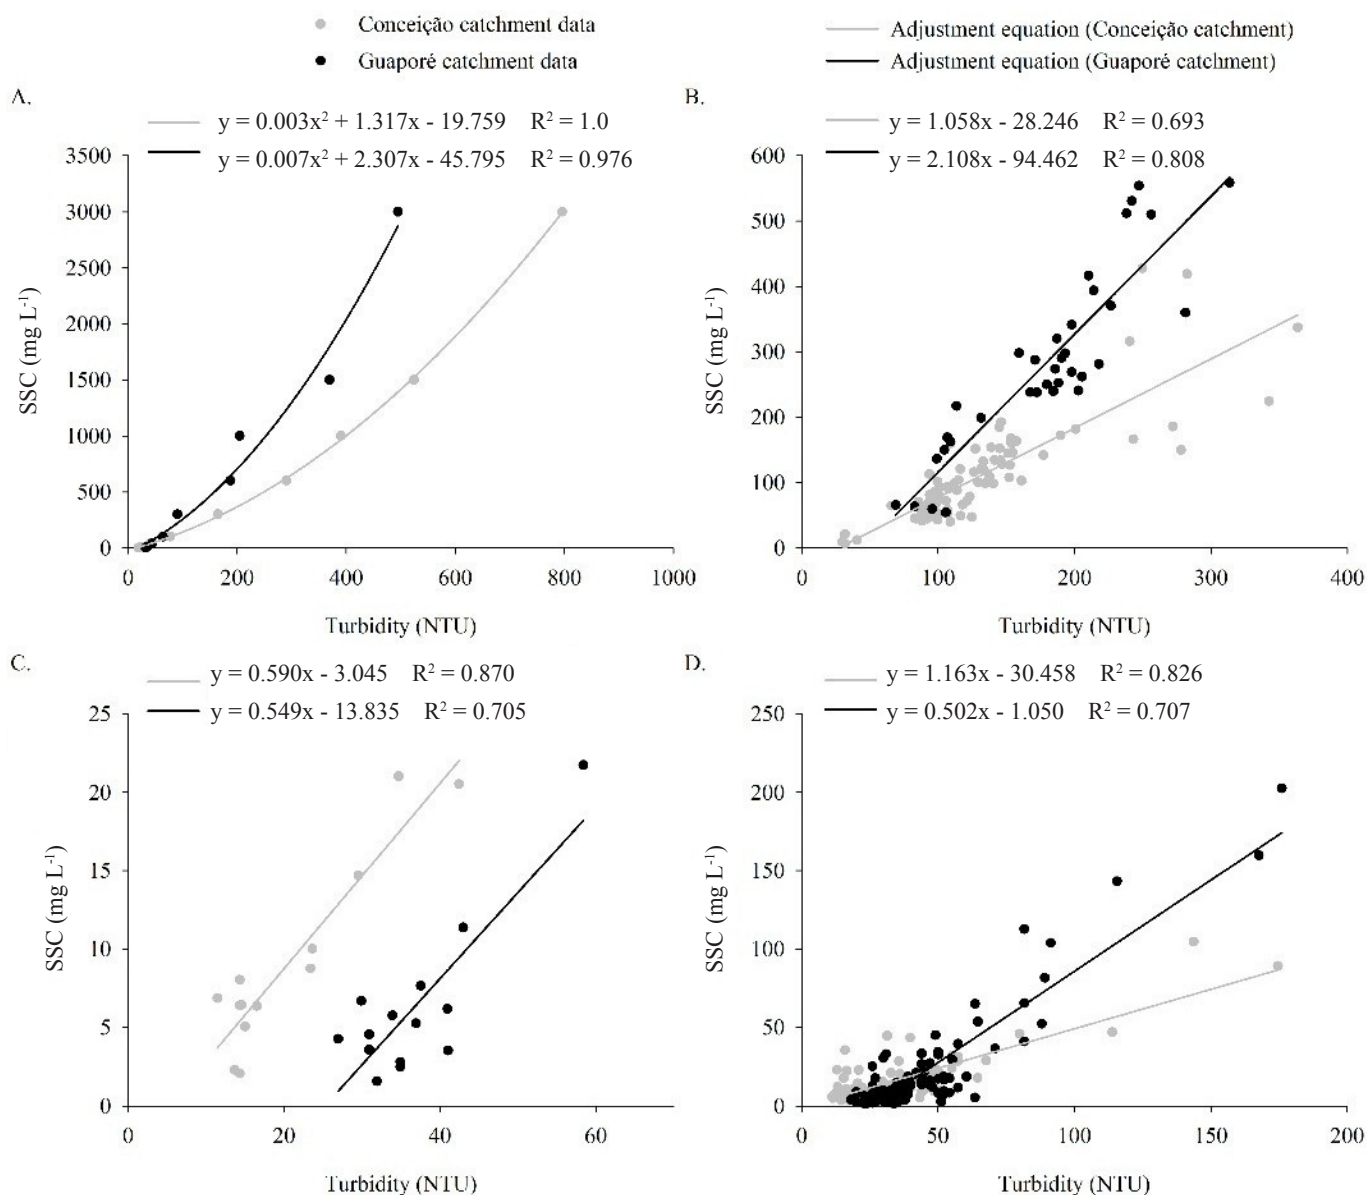 Conceição catchment data
Guaporé catchment data
Adjustment equation (Conceição catchment)
Adjustment equation (Guaporé catchment)
A.
y = 0.003x² + 1.317x - 19.759 R² = 1.0
y = 0.007x² + 2.307x - 45.795 R² = 0.976
3500
3000
2500
2000
1500
1000
500
0
SSC (mg L⁻¹)
0 200 400 600 800 1000
Turbidity (NTU)
B.
y = 1.058x - 28.246 R² = 0.693
y = 2.108x - 94.462 R² = 0.808
600
500
400
300
200
100
0
SSC (mg L⁻¹)
0 100 200 300 400
Turbidity (NTU)
C.
y = 0.590x - 3.045 R² = 0.870
y = 0.549x - 13.835 R² = 0.705
25
20
15
10
5
0
SSC (mg L⁻¹)
0 20 40 60
Turbidity (NTU)
D.
y = 1.163x - 30.458 R² = 0.826
y = 0.502x - 1.050 R² = 0.707
250
200
150
100
50
0
SSC (mg L⁻¹)
0 50 100 150 200
Turbidity (NTU)